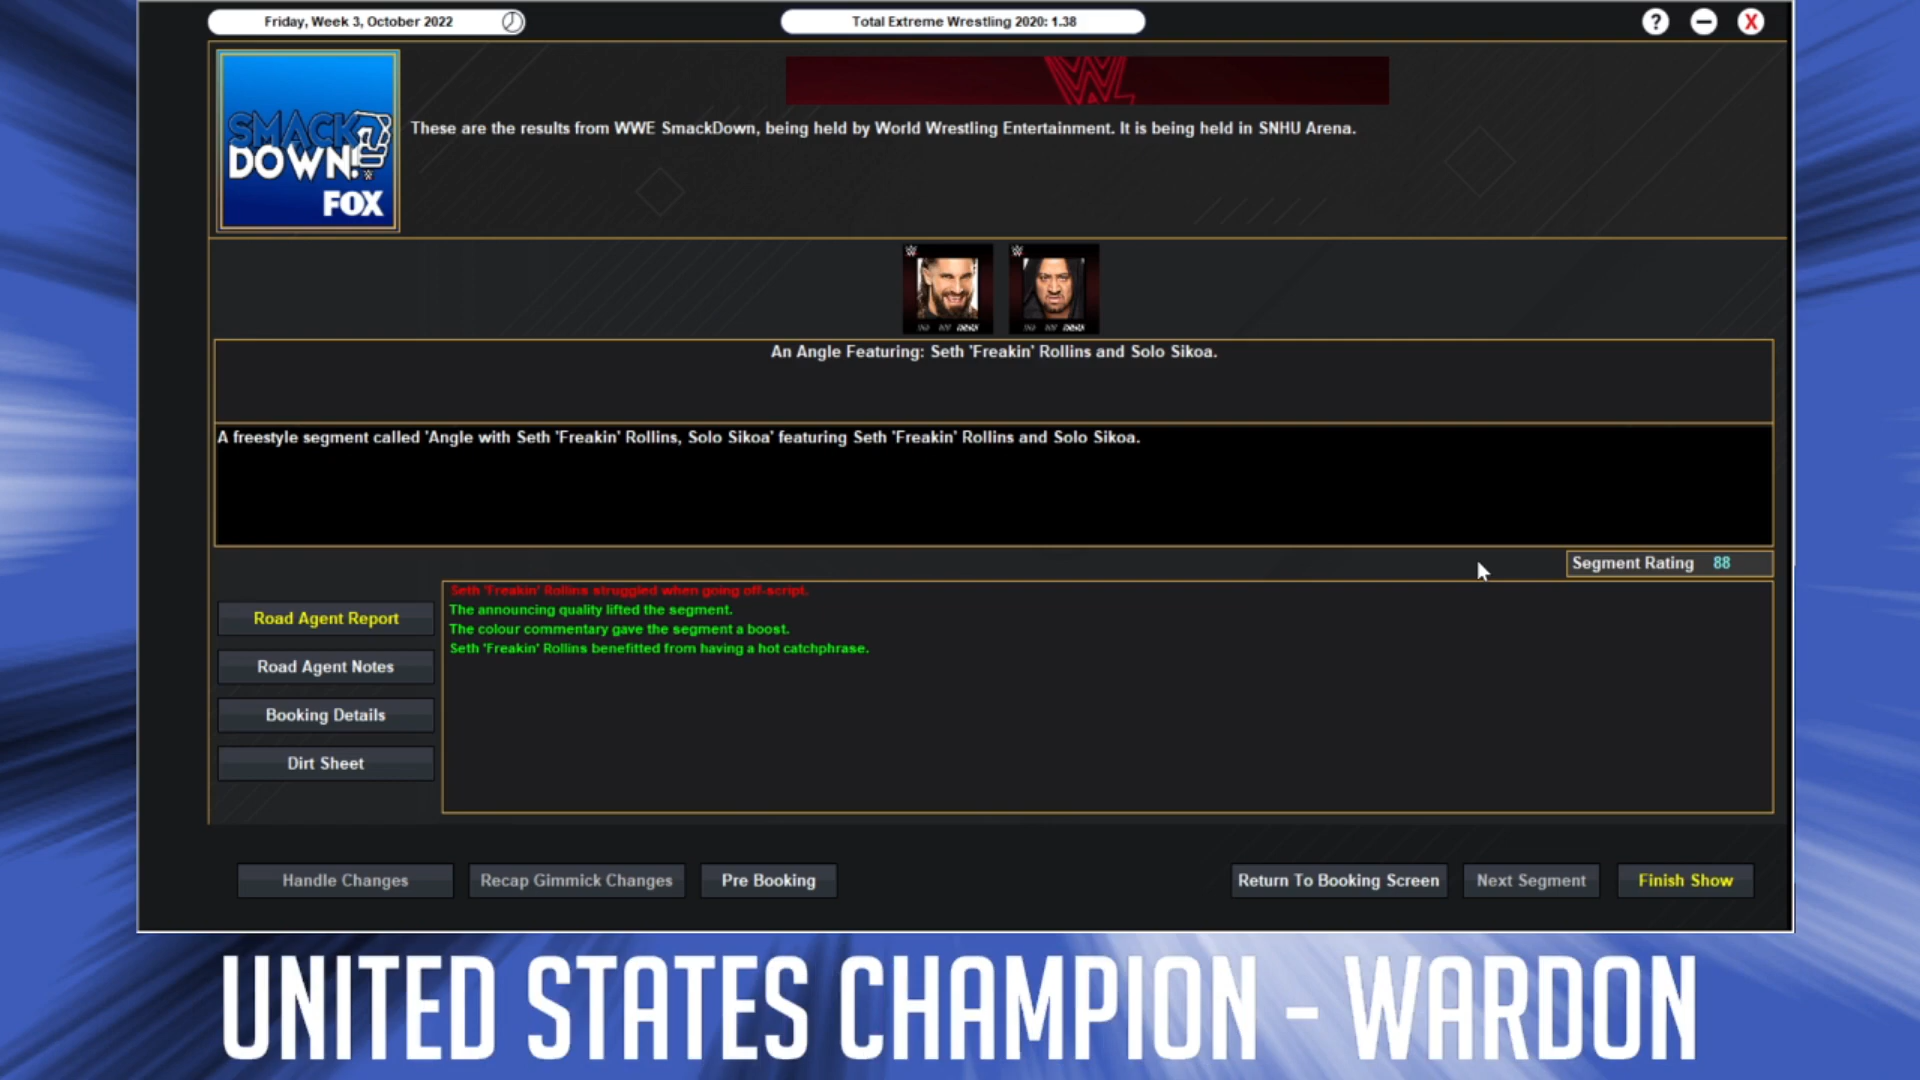 Friday, Week 3, October 2022
Total Extreme Wrestling 2020: 1.38
?
X
SMACK
DOWN!
FOX
These are the results from WWE SmackDown, being held by World Wrestling Entertainment. It is being held in SNHU Arena.
An Angle Featuring: Seth 'Freakin' Rollins and Solo Sikoa.
A freestyle segment called 'Angle with Seth 'Freakin' Rollins, Solo Sikoa' featuring Seth 'Freakin' Rollins and Solo Sikoa.
Segment Rating 88
Seth 'Freakin' Rollins struggled when going off-script.
The announcing quality lifted the segment.
The colour commentary gave the segment a boost.
Seth 'Freakin' Rollins benefitted from having a hot catchphrase.
Road Agent Report
Road Agent Notes
Booking Details
Dirt Sheet
Handle Changes
Recap Gimmick Changes
Pre Booking
Return To Booking Screen
Next Segment
Finish Show
UNITED STATES CHAMPION - WARDON